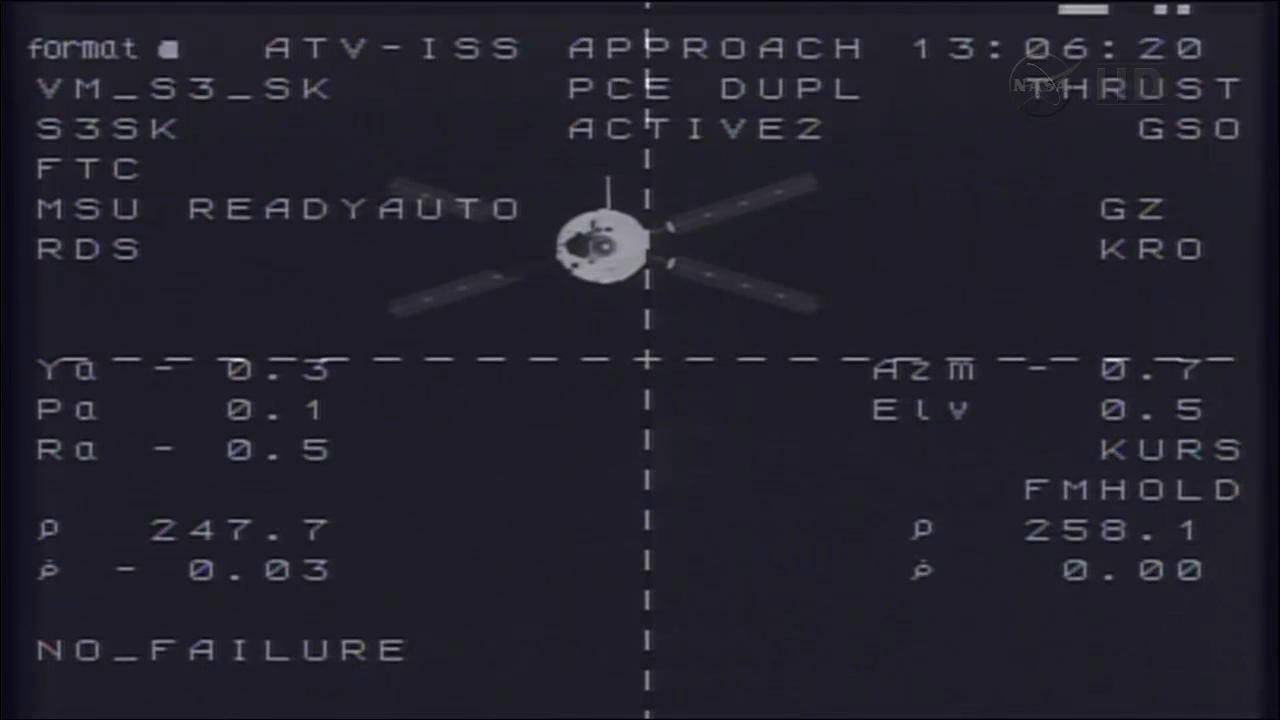 format ATV-ISS APPROACH 13:06:20
NASA HD
VM_S3_SK PCE DUPL THRUST
S3SK ACTIVE2 GSO
FTC
MSU READYAUTO GZ
RDS KRO
Ya - 0.3 Azm - 0.7
Pa 0.1 Elv 0.5
Ra - 0.5 KURS
FMHOLD
ρ 247.7 ρ 258.1
ρ̇ - 0.03 ρ̇ 0.00
NO_FAILURE